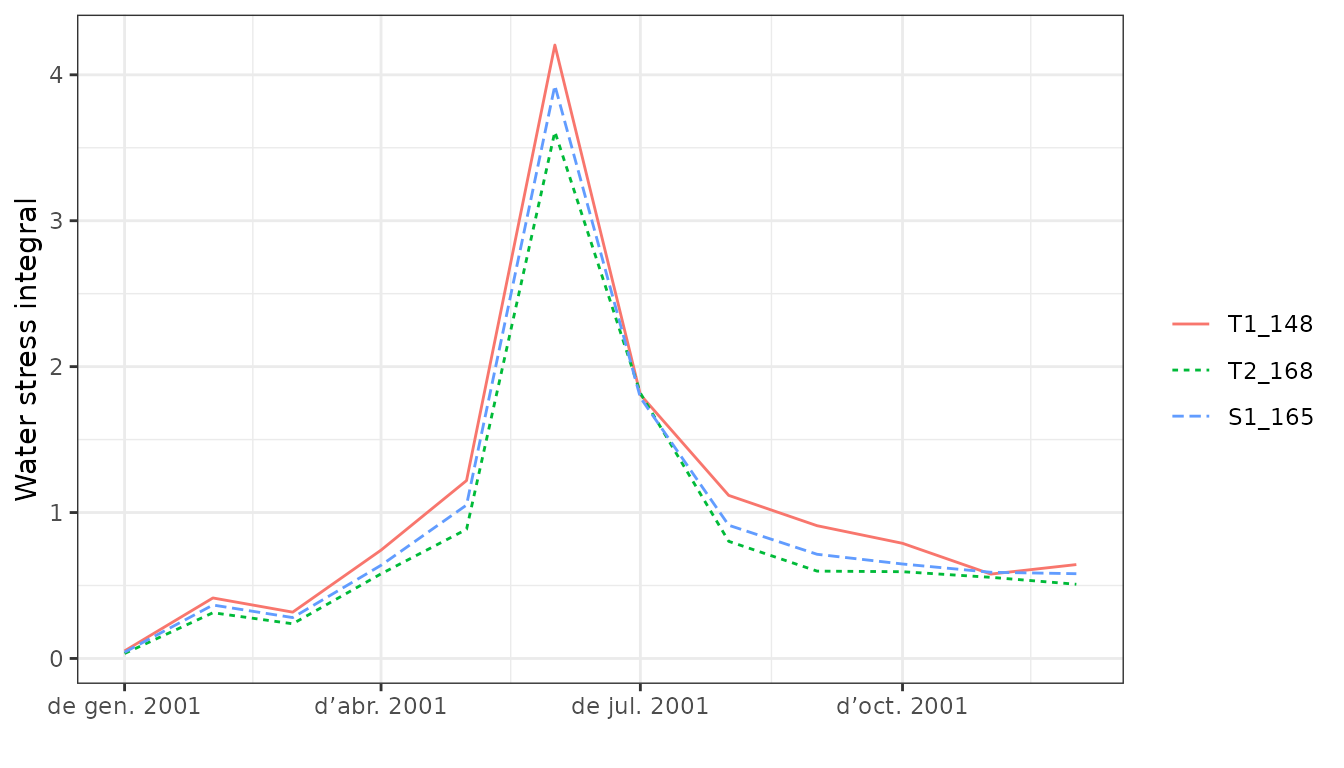 Water stress integral
4
3
2
1
0
de gen. 2001
d’abr. 2001
de jul. 2001
d’oct. 2001
T1_148
T2_168
S1_165